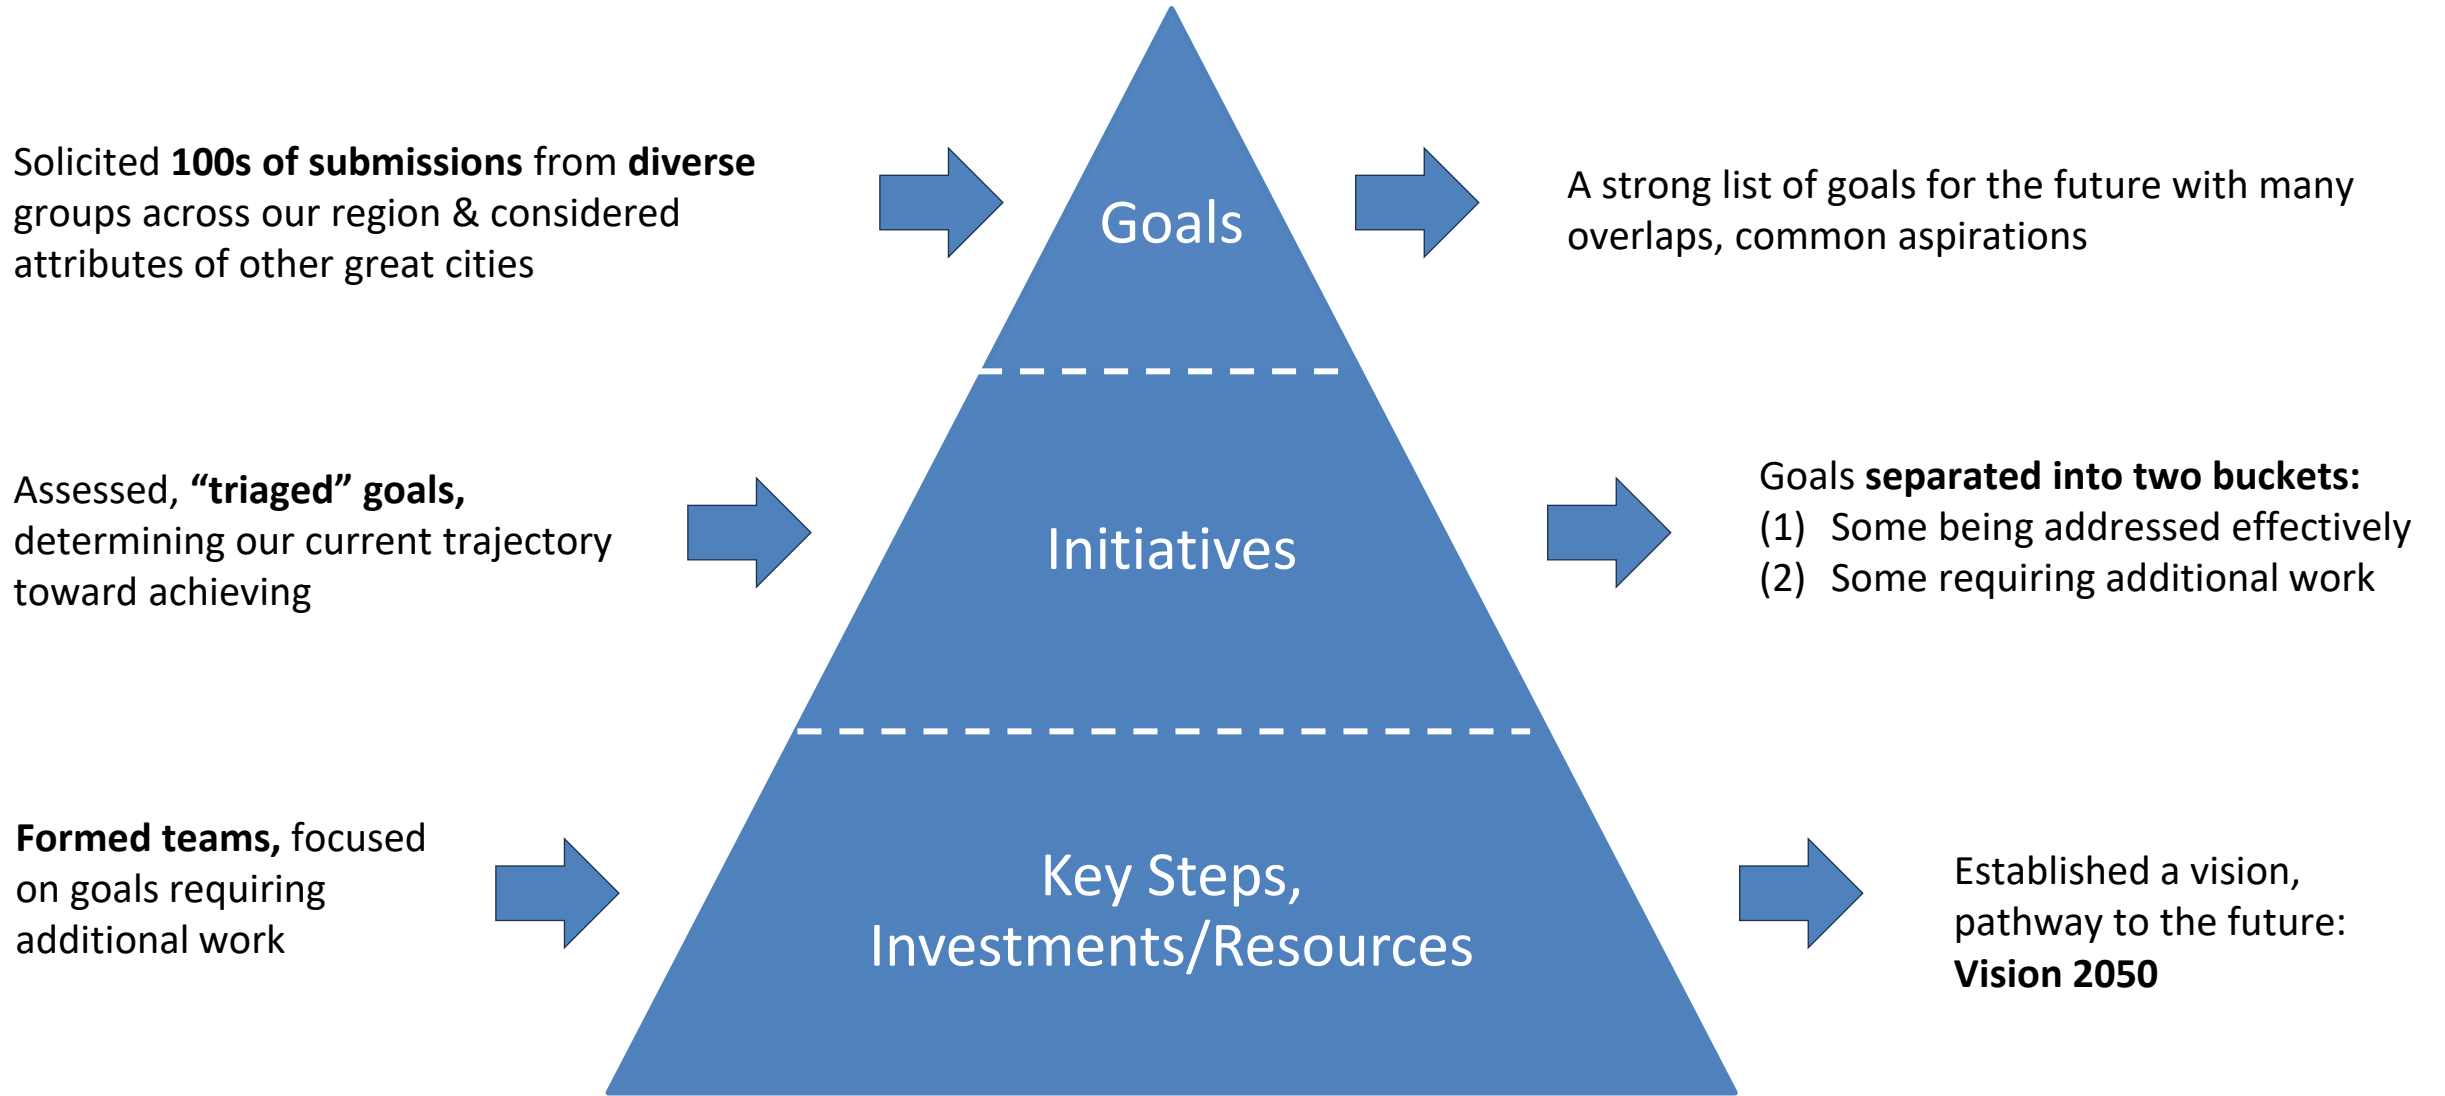 Solicited 100s of submissions from diverse
groups across our region & considered
attributes of other great cities
Goals
A strong list of goals for the future with many
overlaps, common aspirations
Assessed, “triaged” goals,
determining our current trajectory
toward achieving
Initiatives
Goals separated into two buckets:
(1) Some being addressed effectively
(2) Some requiring additional work
Formed teams, focused
on goals requiring
additional work
Key Steps,
Investments/Resources
Established a vision,
pathway to the future:
Vision 2050